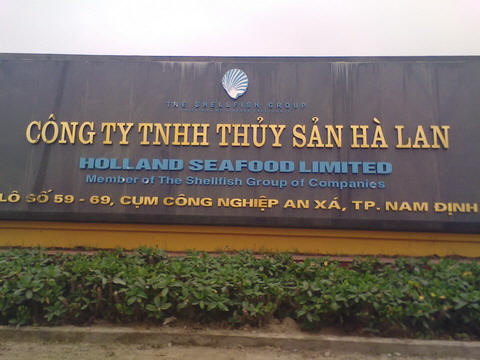 THE SHELLFISH GROUP
CÔNG TY TNHH THỦY SẢN HÀ LAN
HOLLAND SEAFOOD LIMITED
Member of The Shellfish Group of Companies
LÔ SỐ 59 - 69, CỤM CÔNG NGHIỆP AN XÁ, TP. NAM ĐỊNH